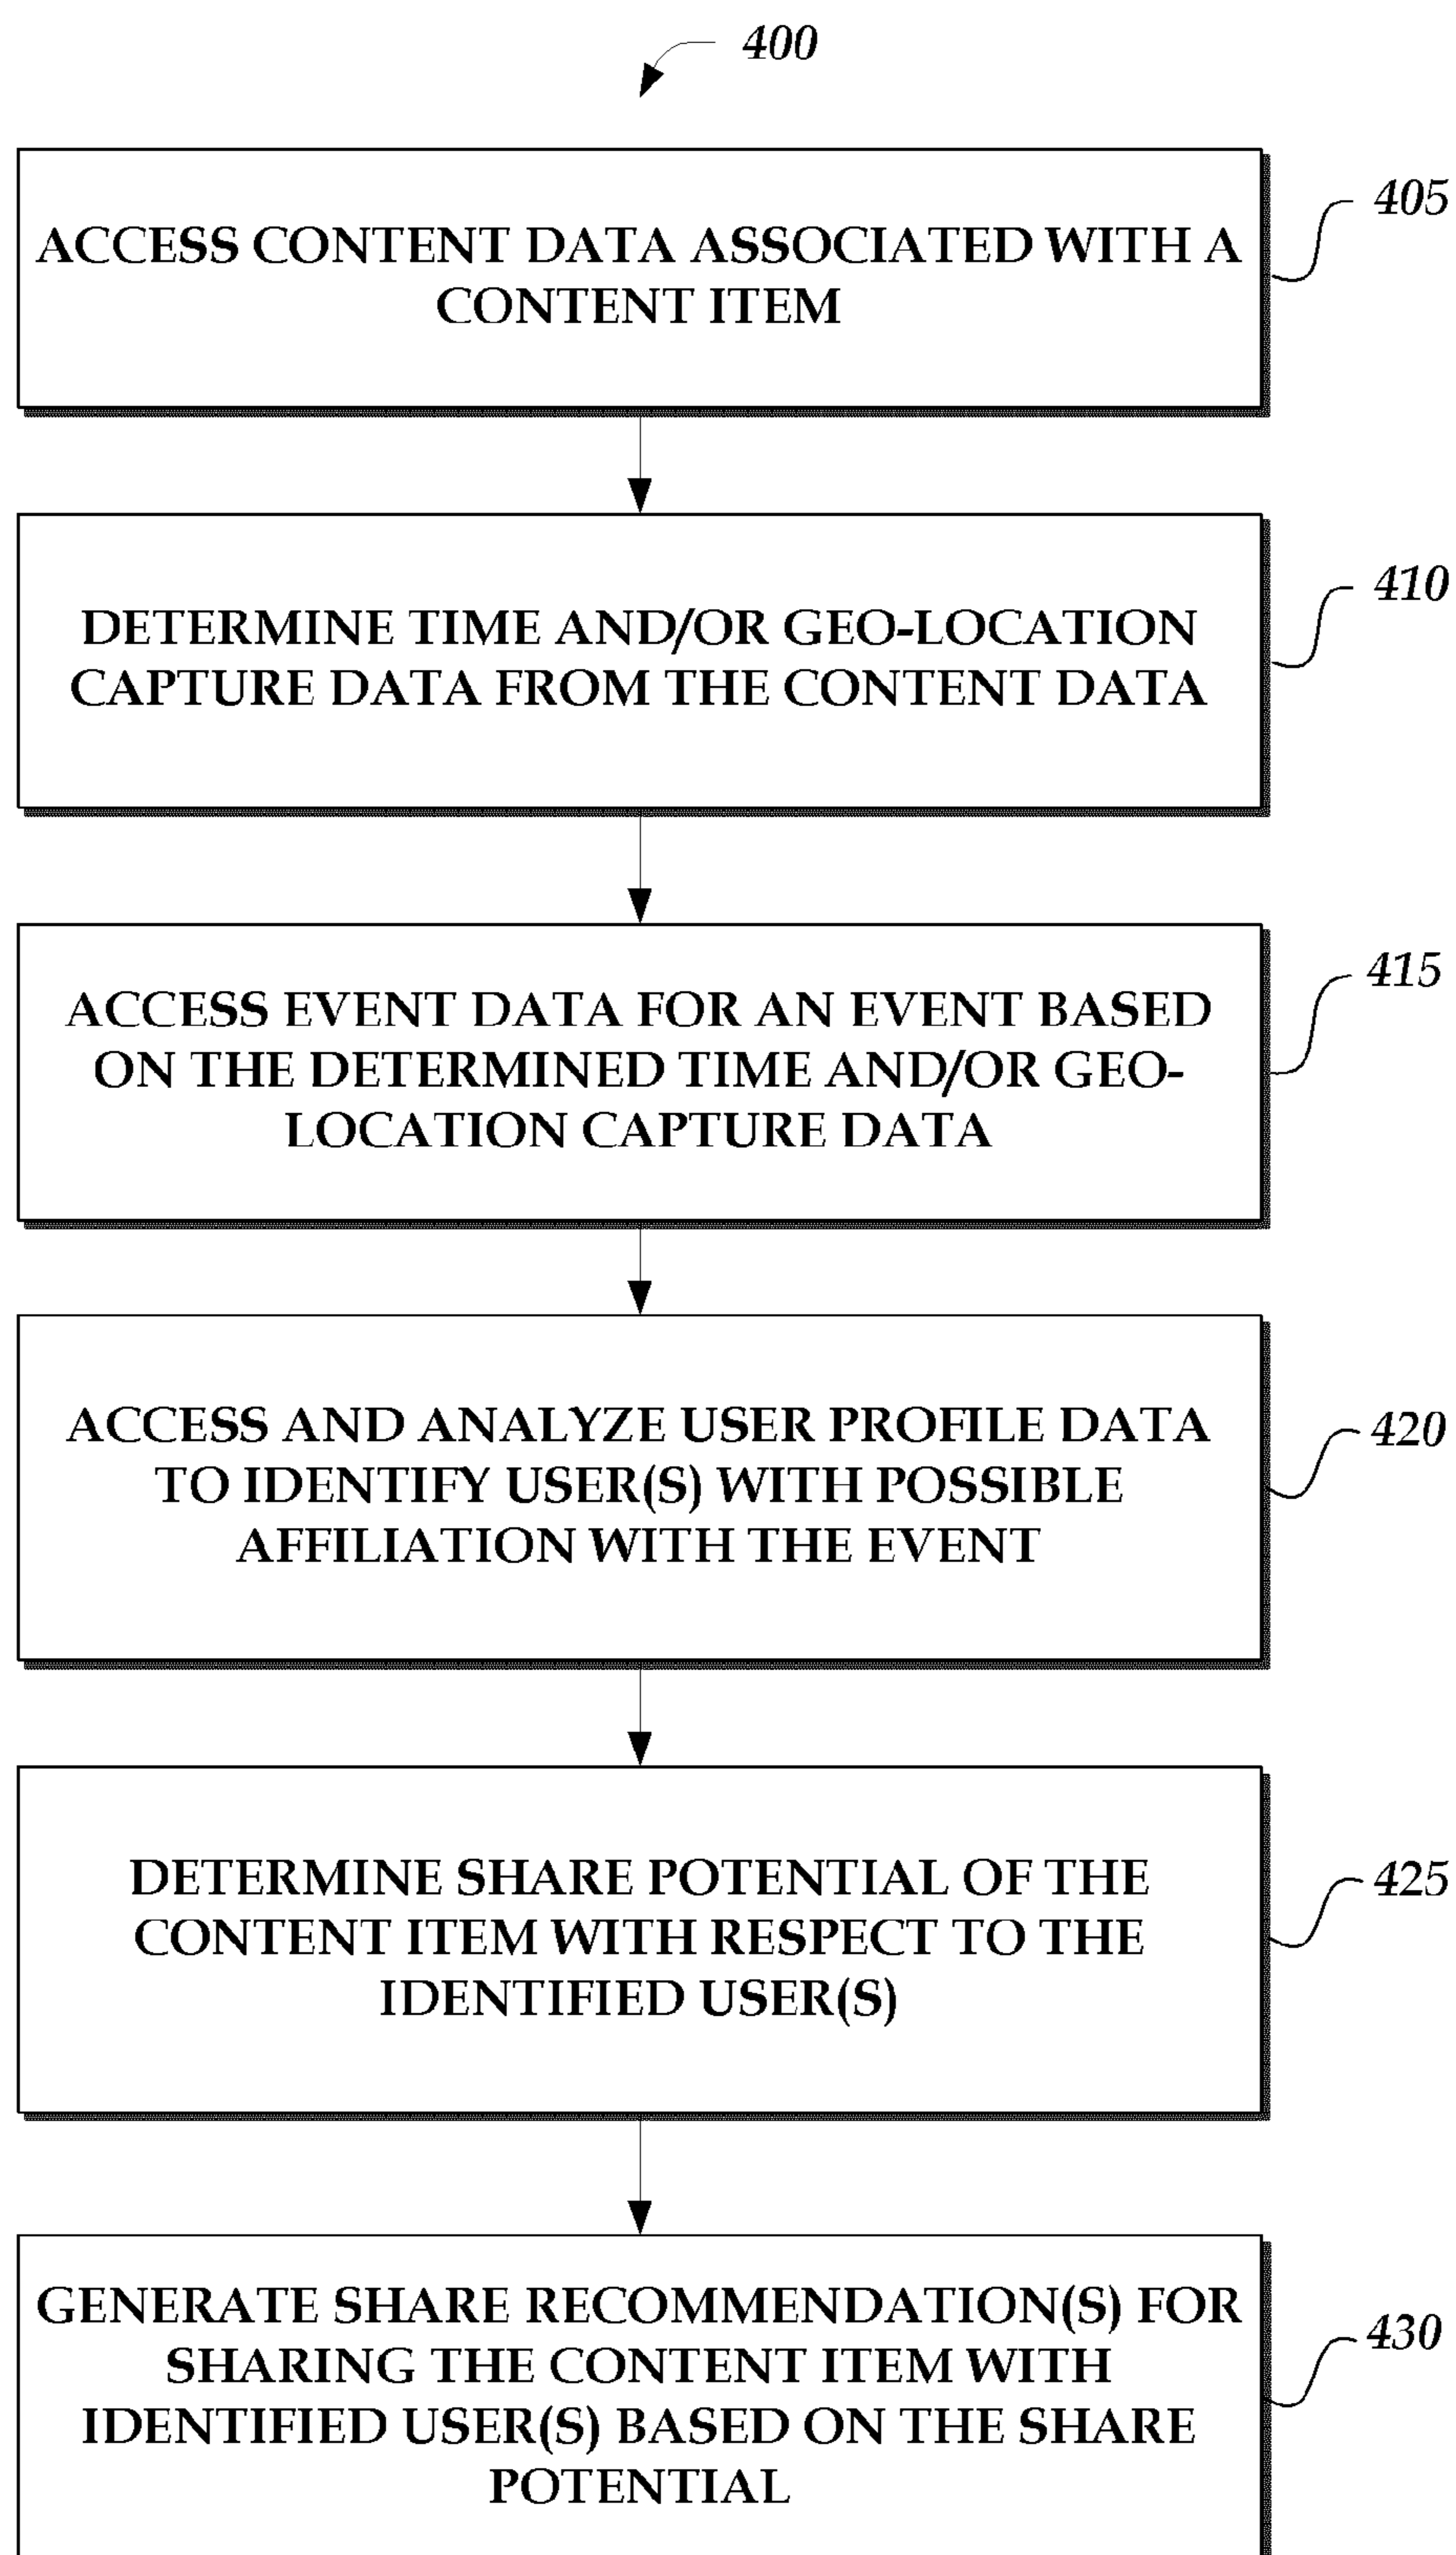 400
ACCESS CONTENT DATA ASSOCIATED WITH A
CONTENT ITEM
405
DETERMINE TIME AND/OR GEO-LOCATION
CAPTURE DATA FROM THE CONTENT DATA
410
ACCESS EVENT DATA FOR AN EVENT BASED
ON THE DETERMINED TIME AND/OR GEO-
LOCATION CAPTURE DATA
415
ACCESS AND ANALYZE USER PROFILE DATA
TO IDENTIFY USER(S) WITH POSSIBLE
AFFILIATION WITH THE EVENT
420
DETERMINE SHARE POTENTIAL OF THE
CONTENT ITEM WITH RESPECT TO THE
IDENTIFIED USER(S)
425
GENERATE SHARE RECOMMENDATION(S) FOR
SHARING THE CONTENT ITEM WITH
IDENTIFIED USER(S) BASED ON THE SHARE
POTENTIAL
430